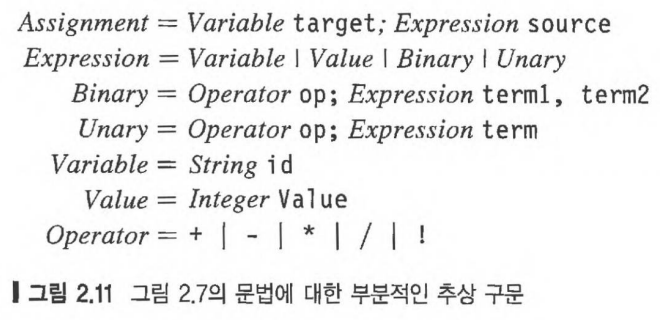 Assignment = Variable target; Expression source
Expression = Variable | Value | Binary | Unary
Binary = Operator op; Expression term1, term2
Unary = Operator op; Expression term
Variable = String id
Value = Integer Value
Operator = + | - | * | / | !
그림 2.11 그림 2.7의 문법에 대한 부분적인 추상 구문